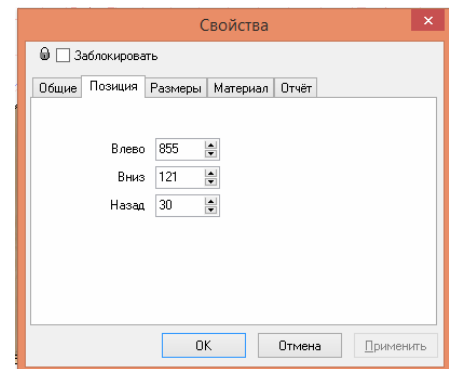 Свойства
Заблокировать
Общие Позиция Размеры Материал Отчёт
Влево 855
Вниз 121
Назад 30
OK Отмена Применить